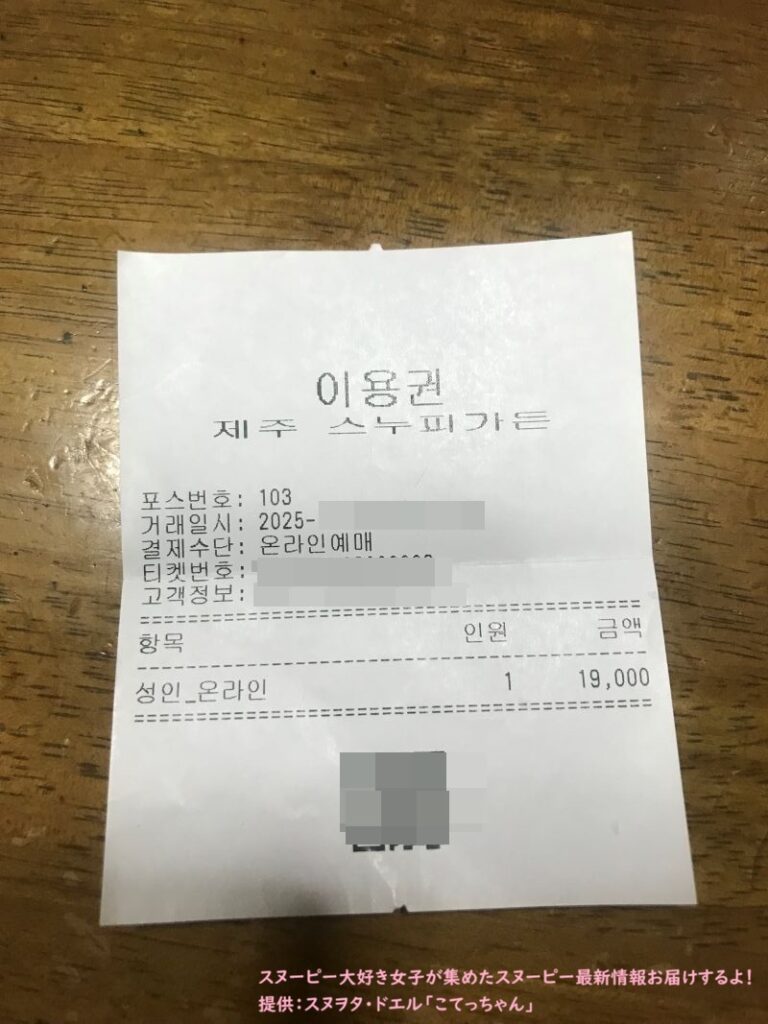 이용권
제주 스누피가든
포스번호: 103
거래일시: 2025-
결제수단: 온라인예매
티켓번호:
고객정보:
항목 인원 금액
성인_온라인 1 19,000
スヌーピー大好き女子が集めたスヌーピー最新情報お届けするよ!
提供:スヌヲタ・ドエル「こてっちゃん」